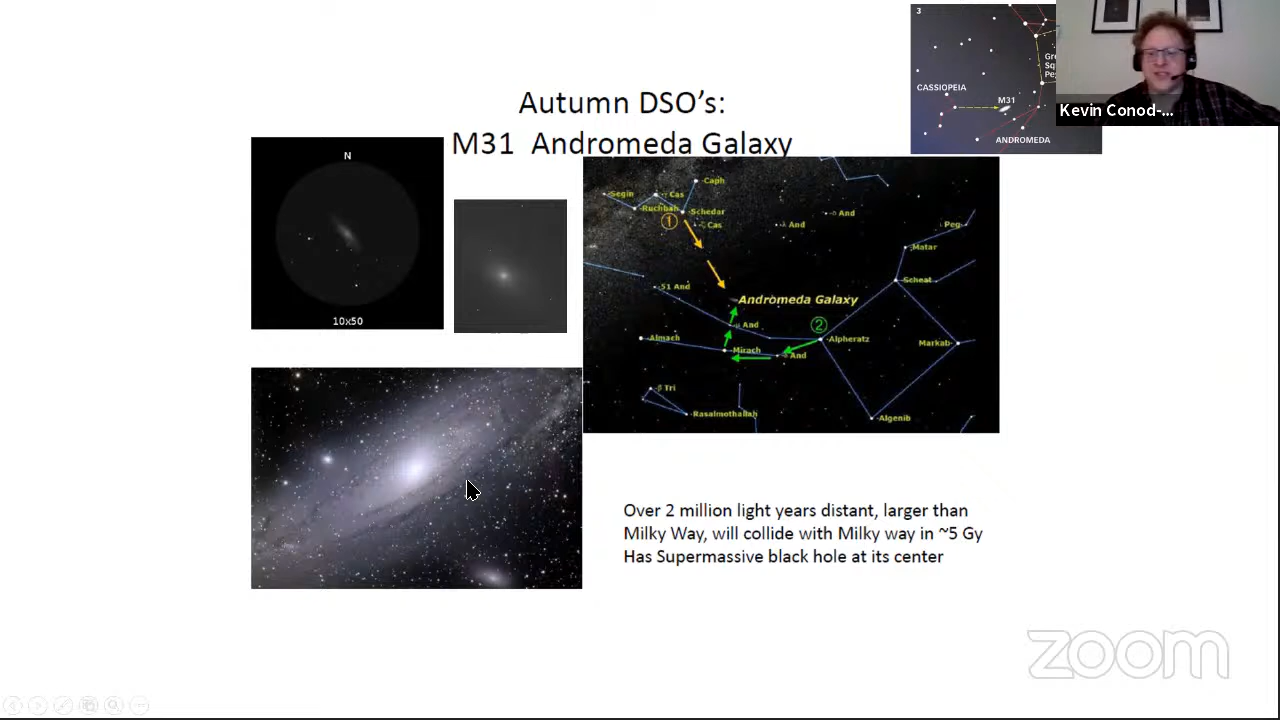 3
CASSIOPEIA
M31
ANDROMEDA
Kevin Conod-...
Autumn DSO's:
M31 Andromeda Galaxy
N
10x50
Caph
Segin
Cas
Ruchbah
Schedar
1
Cas
And
And
Peg
Matar
Scheat
51 And
Andromeda Galaxy
And
2
Almach
Mirach
Alpheratz
Markab
And
β Tri
Rasalmothallah
Algenib
Over 2 million light years distant, larger than
Milky Way, will collide with Milky way in ~5 Gy
Has Supermassive black hole at its center
zoom